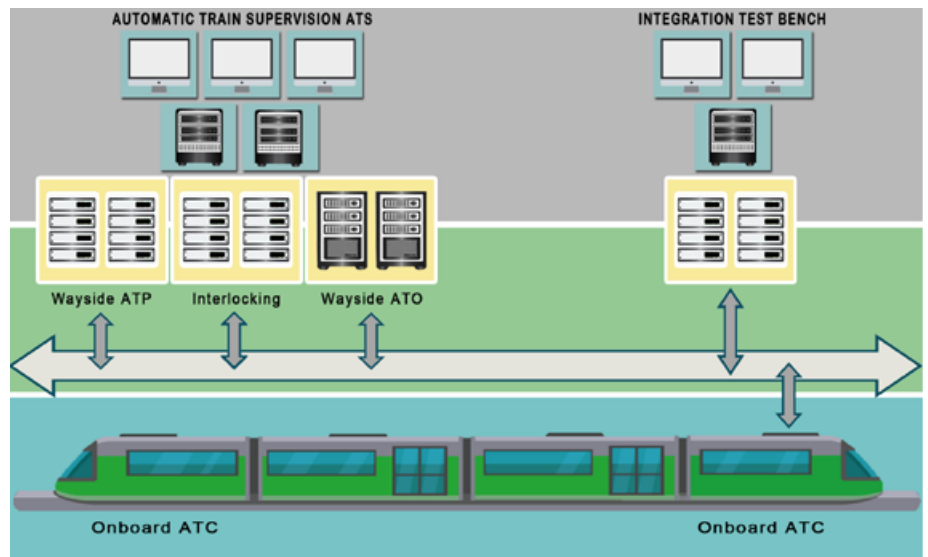 AUTOMATIC TRAIN SUPERVISION ATS
INTEGRATION TEST BENCH
Wayside ATP
Interlocking
Wayside ATO
Onboard ATC
Onboard ATC